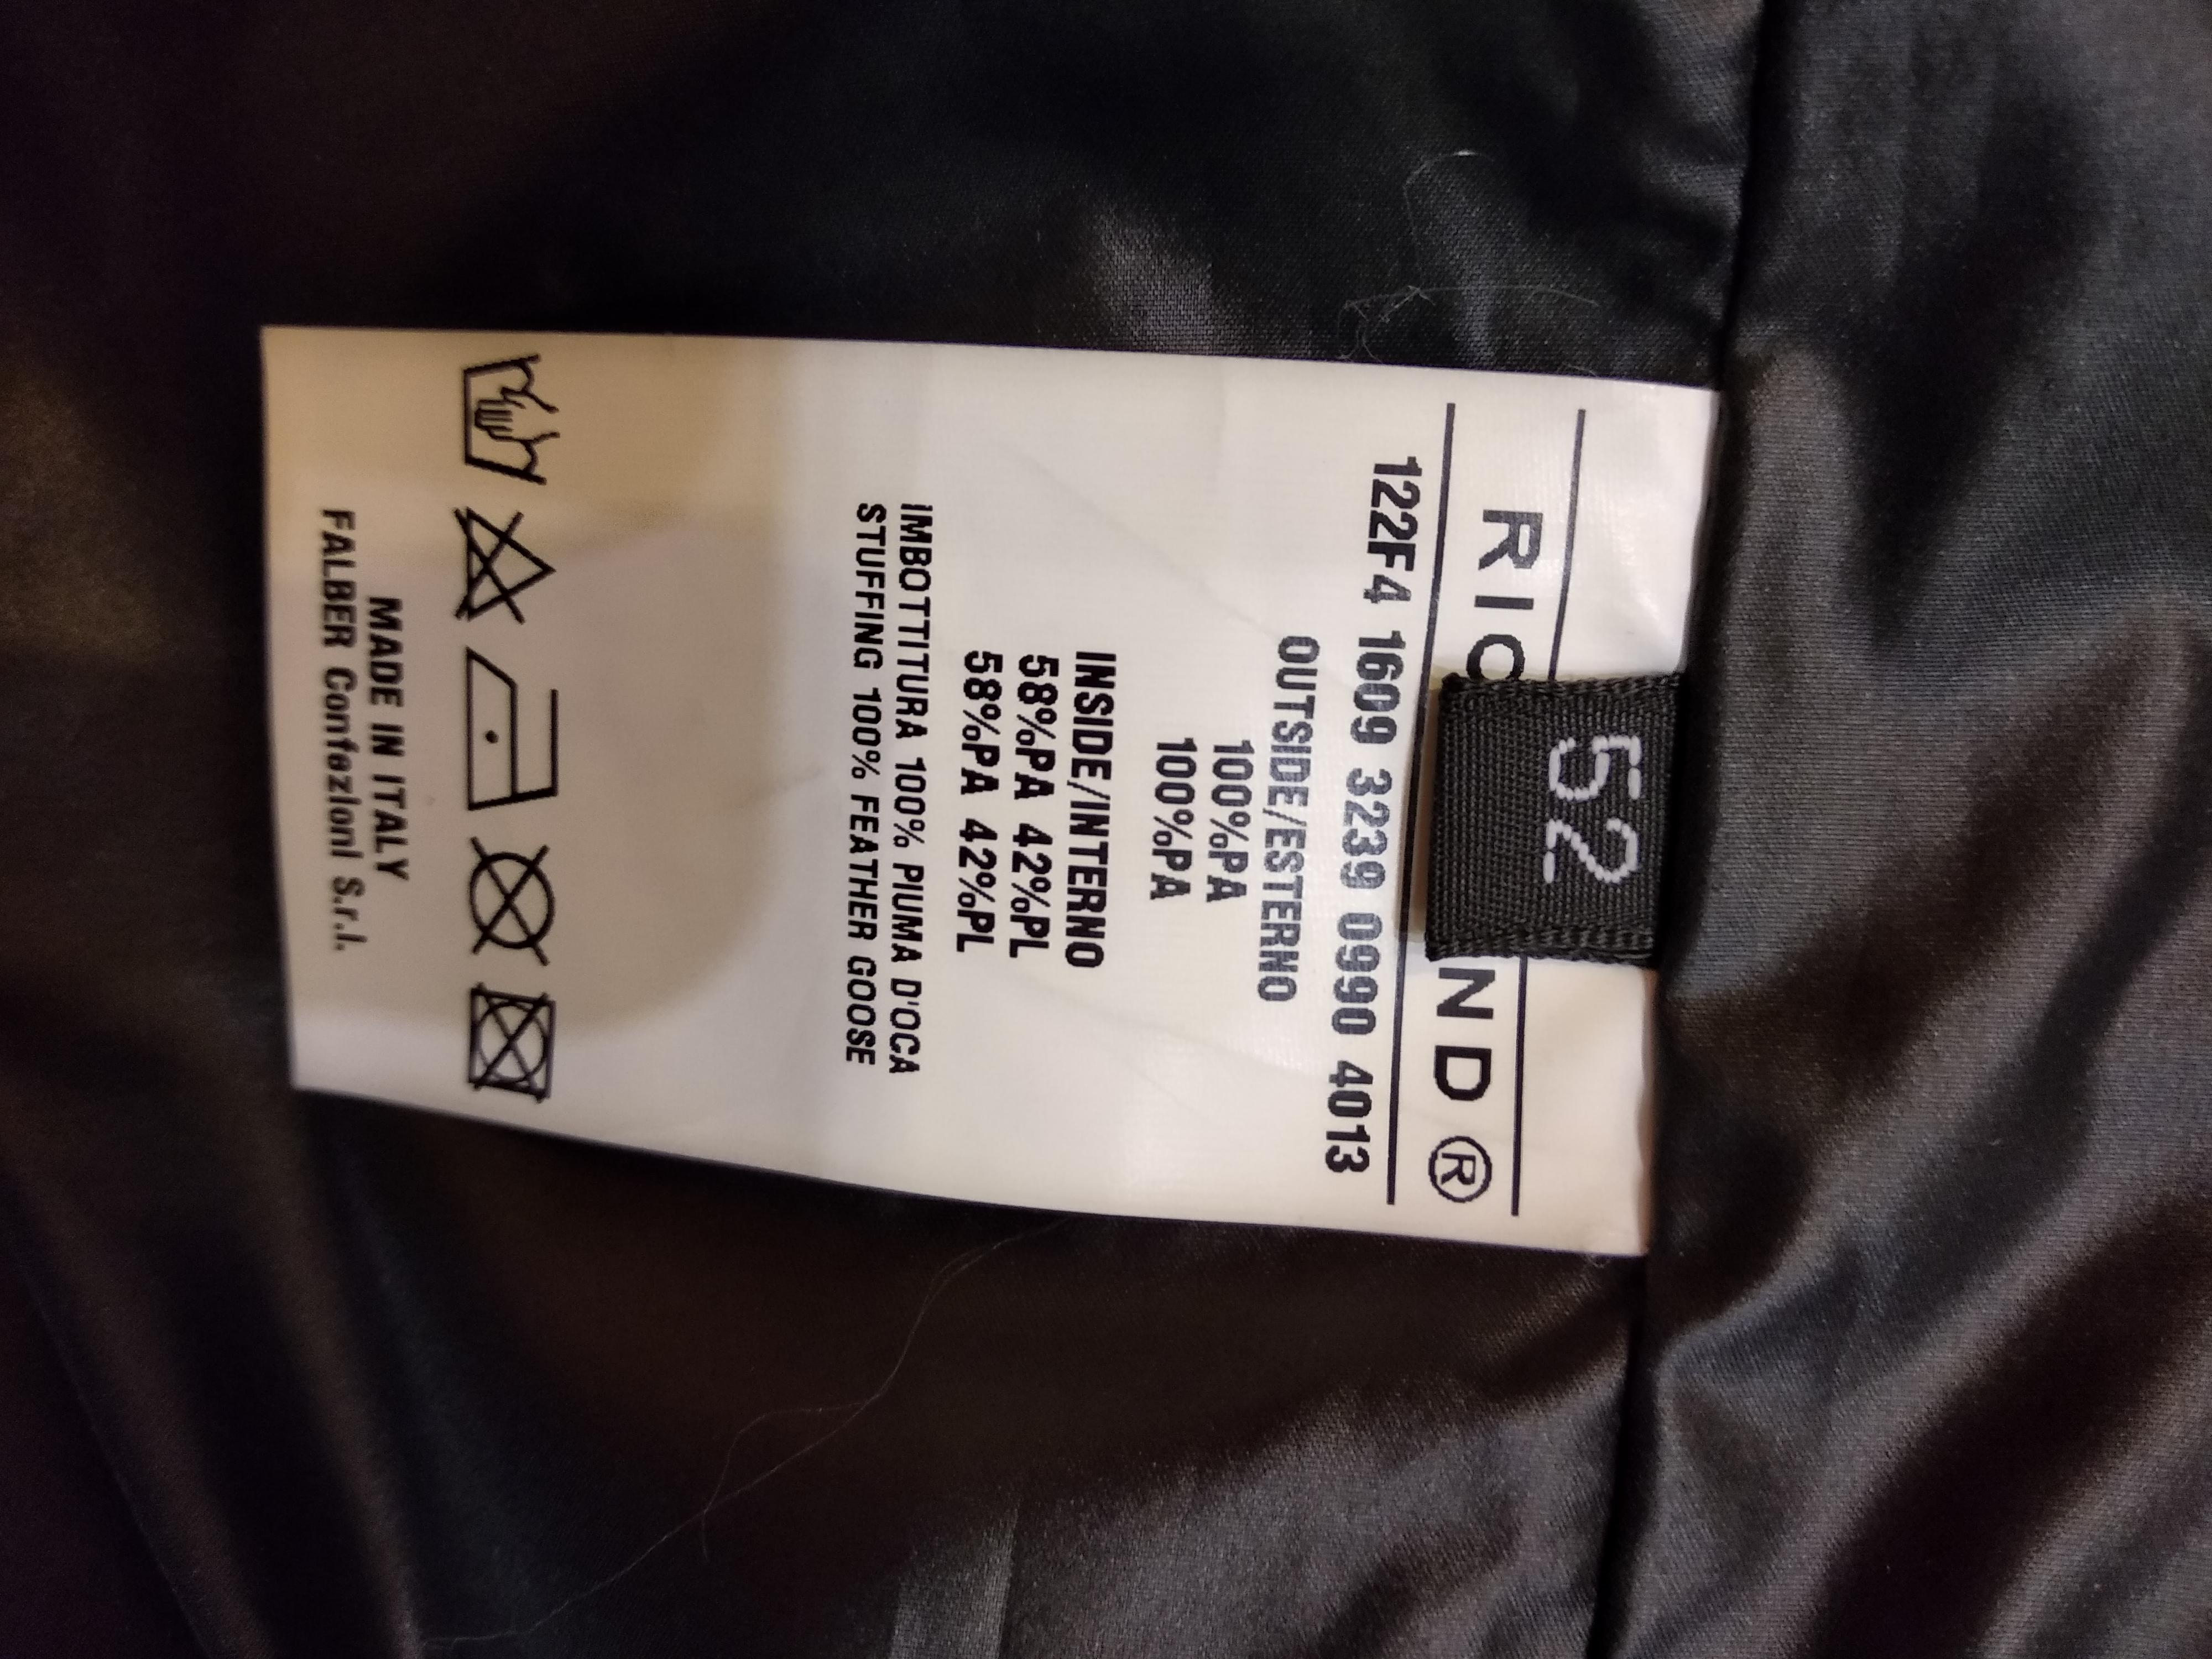 52
RIC ND®
122F4 1609 3239 0990 4013
OUTSIDE/ESTERNO
100%PA
100%PA
INSIDE/INTERNO
58%PA 42%PL
58%PA 42%PL
IMBOTTITURA 100% PIUMA D'OCA
STUFFING 100% FEATHER GOOSE
MADE IN ITALY
FALBER Confezioni S.r.l.